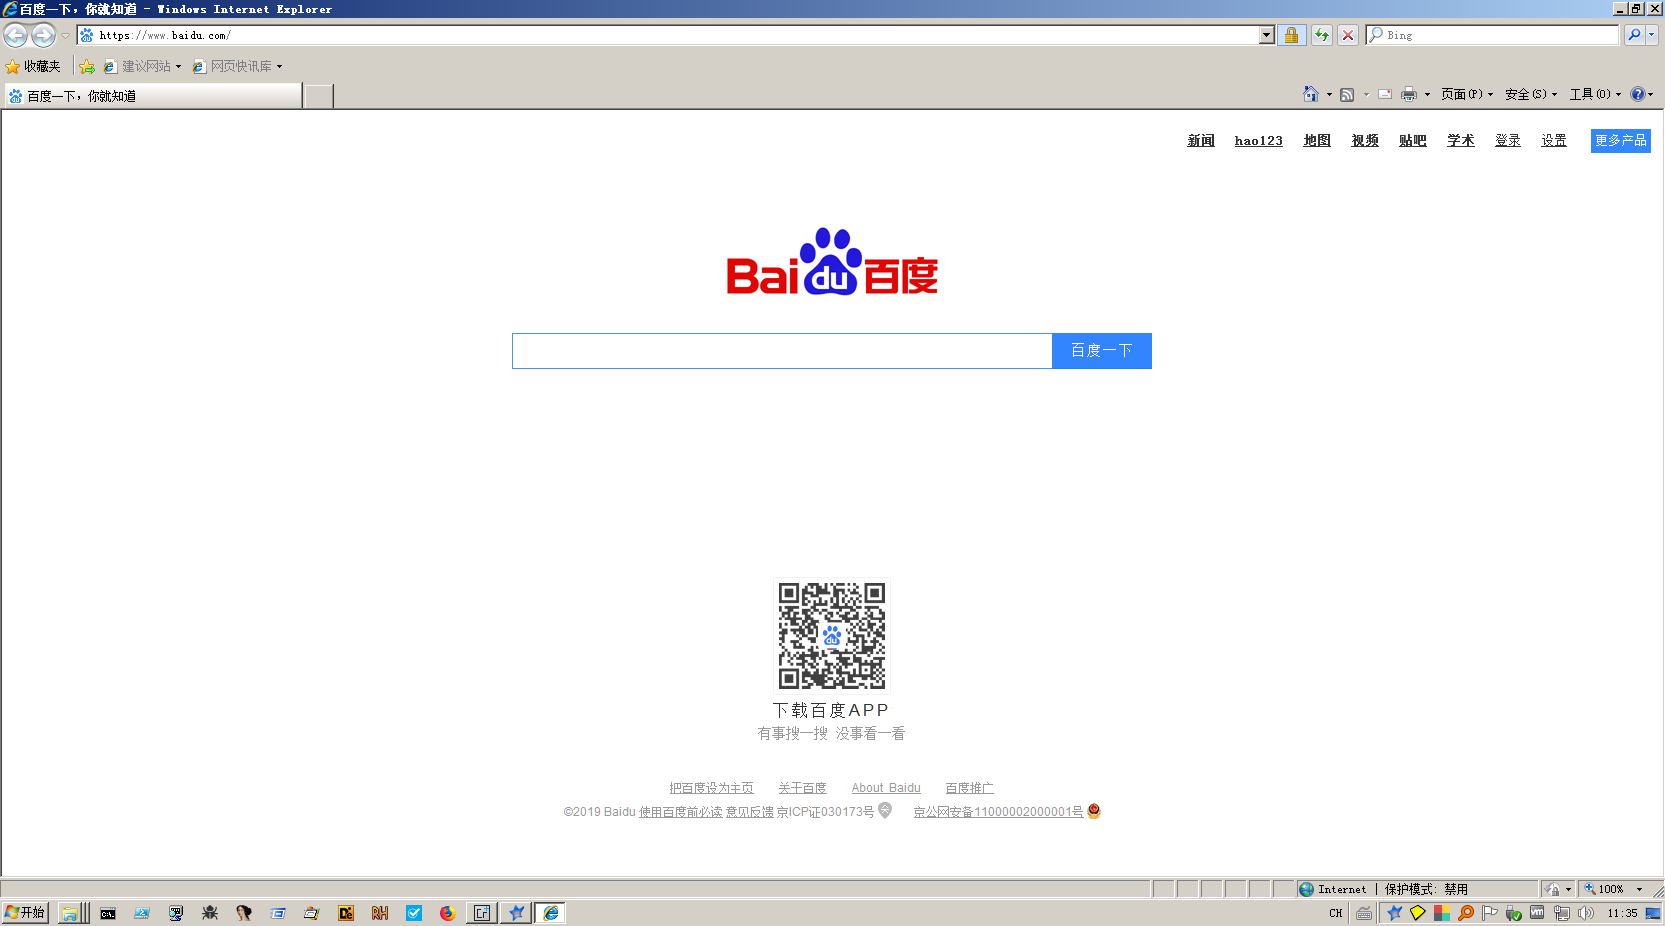 百度一下，你就知道 - Windows Internet Explorer
https://www.baidu.com/
Bing
收藏夹 建议网站 网页快讯库
百度一下，你就知道
页面(P) 安全(S) 工具(O)
新闻 hao123 地图 视频 贴吧 学术 登录 设置 更多产品
Bai du 百度
百度一下
du
下载百度APP
有事搜一搜 没事看一看
把百度设为主页 关于百度 About Baidu 百度推广
©2019 Baidu 使用百度前必读 意见反馈 京ICP证030173号 京公网安备11000002000001号
Internet | 保护模式: 禁用 100%
开始 RH CH 11:35